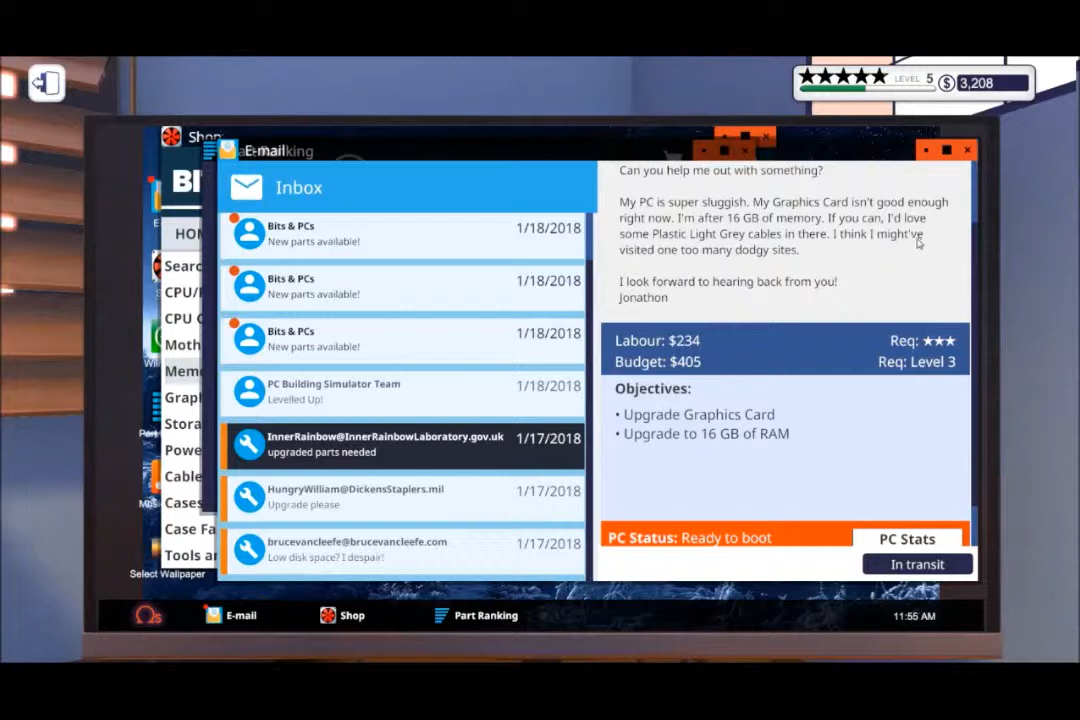 LEVEL 5 $ 3,208
Shop
E-mail
Ranking
Inbox
BI
HOM
Sear
CPU/
CPU
Moth
Mem
Grap
Stora
Powe
Cable
Cases
Case Fa
Tools a
Select Wallpaper
Bits & PCs 1/18/2018
New parts available!
Bits & PCs 1/18/2018
New parts available!
Bits & PCs 1/18/2018
New parts available!
PC Building Simulator Team 1/18/2018
Levelled Up!
InnerRainbow@InnerRainbowLaboratory.gov.uk 1/17/2018
upgraded parts needed
HungryWilliam@DickensStaplers.mil 1/17/2018
Upgrade please
brucevancleefe@brucevancleefe.com 1/17/2018
Low disk space? I despair!
Can you help me out with something?
My PC is super sluggish. My Graphics Card isn't good enough
right now. I'm after 16 GB of memory. If you can, I'd love
some Plastic Light Grey cables in there. I think I might've
visited one too many dodgy sites.
I look forward to hearing back from you!
Jonathon
Labour: $234 Req: ★★★
Budget: $405 Req: Level 3
Objectives:
• Upgrade Graphics Card
• Upgrade to 16 GB of RAM
PC Status: Ready to boot PC Stats
In transit
E-mail Shop Part Ranking 11:55 AM